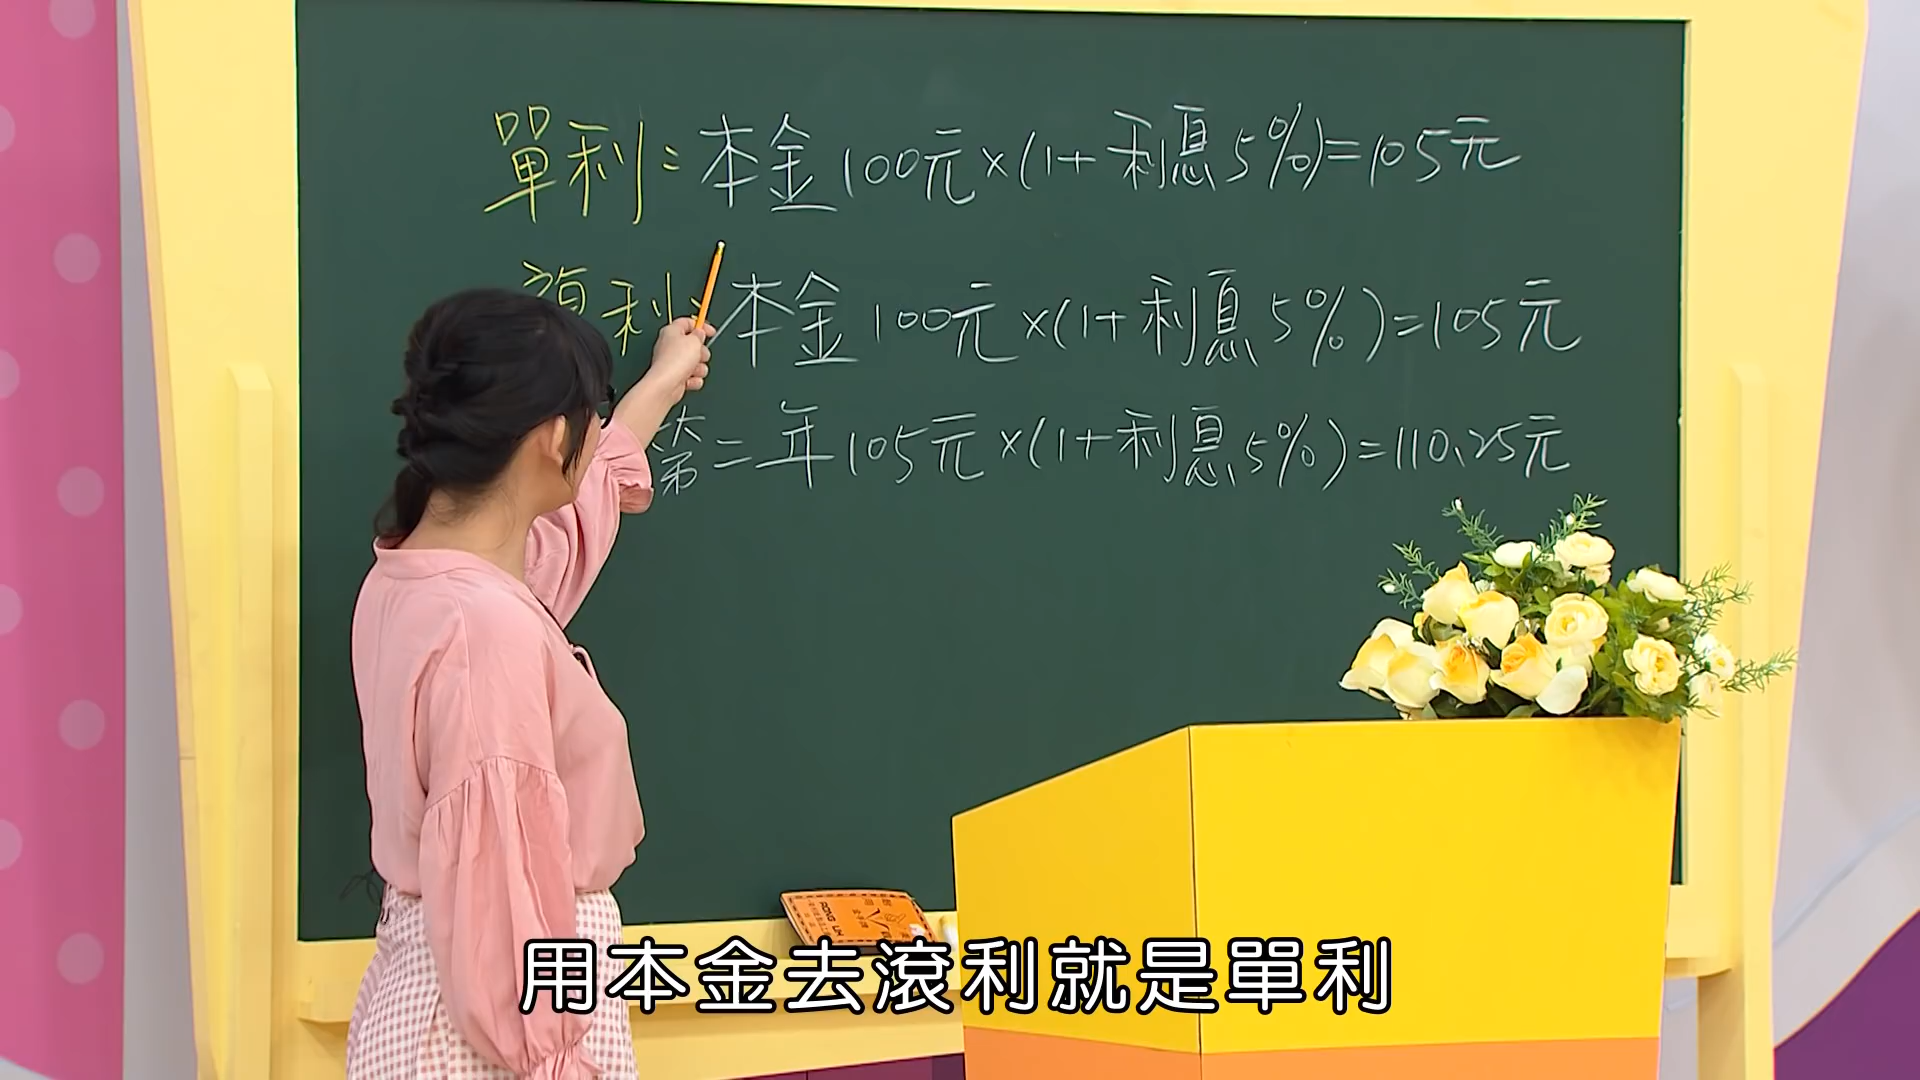 單利：本金100元×(1+利息5%)=105元
複利：本金100元×(1+利息5%)=105元
第二年105元×(1+利息5%)=110.25元
用本金去滾利就是單利